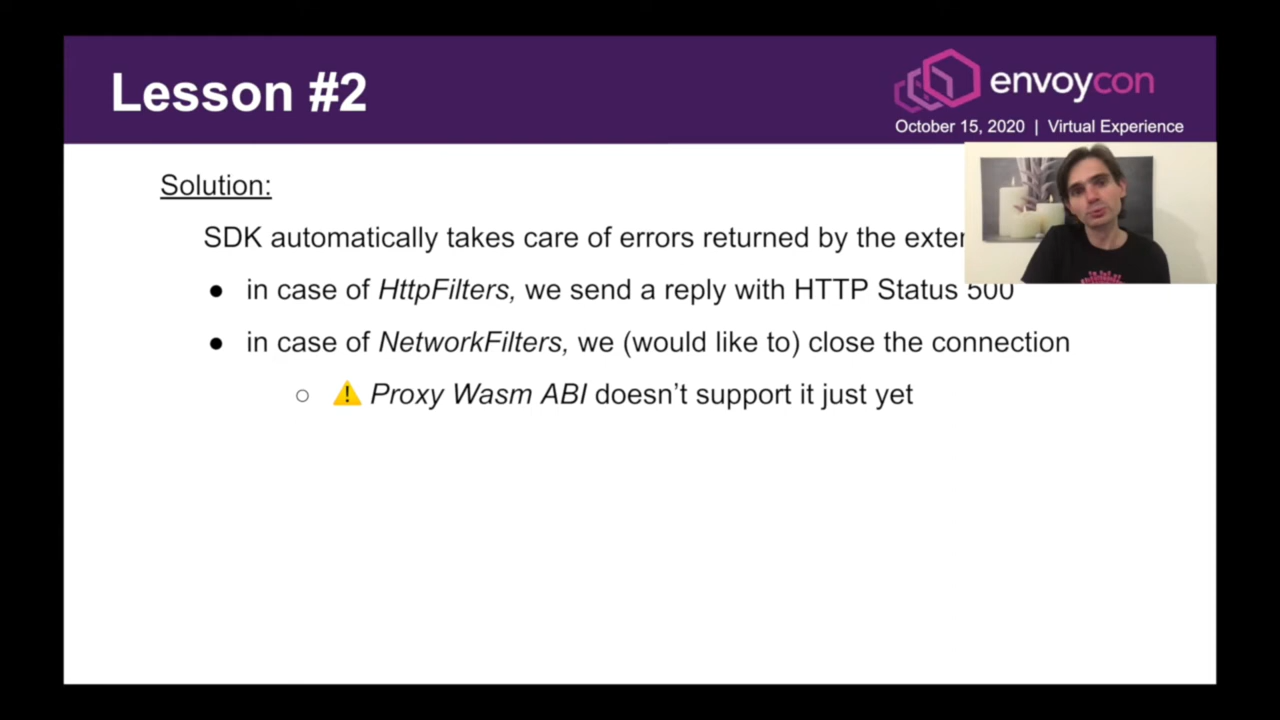 Lesson #2
envoycon
October 15, 2020 | Virtual Experience
Solution:
SDK automatically takes care of errors returned by the
● in case of HttpFilters, we send a reply with HTTP Status 500
● in case of NetworkFilters, we (would like to) close the connection
○ ⚠ Proxy Wasm ABI doesn’t support it just yet